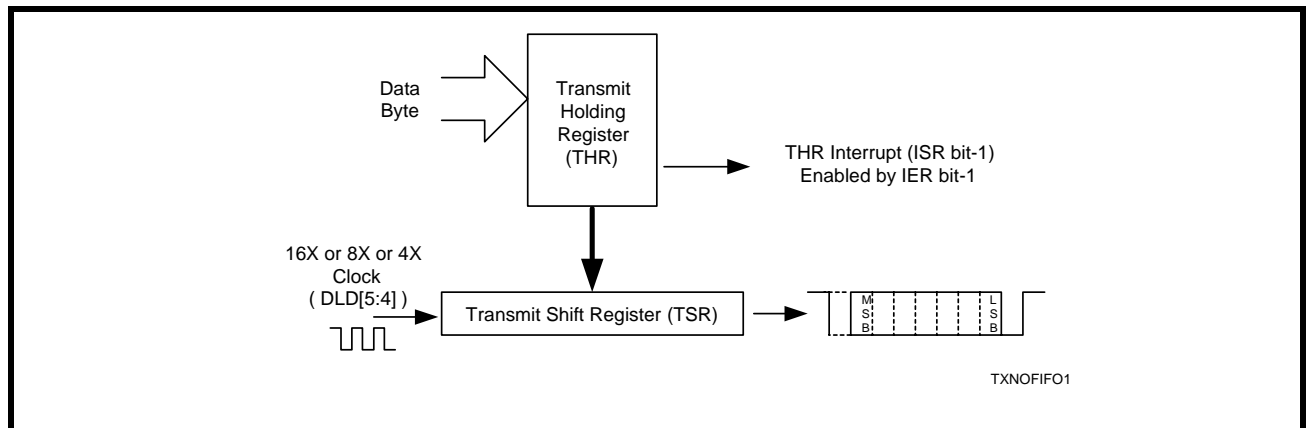 Data
Byte
Transmit
Holding
Register
(THR)
THR Interrupt (ISR bit-1)
Enabled by IER bit-1
16X or 8X or 4X
Clock
( DLD[5:4] )
Transmit Shift Register (TSR)
M
S
B
L
S
B
TXNOFIFO1